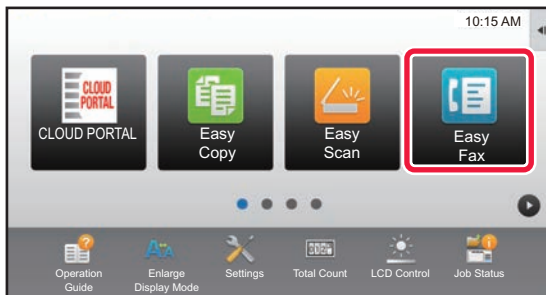 10:15 AM
CLOUD
PORTAL
CLOUD PORTAL
Easy
Copy
Easy
Scan
Easy
Fax
Operation
Guide
Enlarge
Display Mode
Settings
Total Count
LCD Control
Job Status